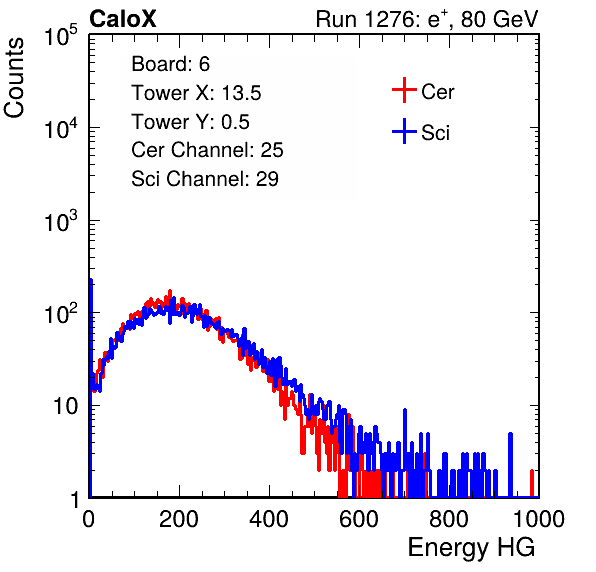 CaloX Run 1276: e⁺, 80 GeV
Counts
Board: 6
Tower X: 13.5
Tower Y: 0.5
Cer Channel: 25
Sci Channel: 29
Cer
Sci
10⁵
10⁴
10³
10²
10
1
0 200 400 600 800 1000
Energy HG